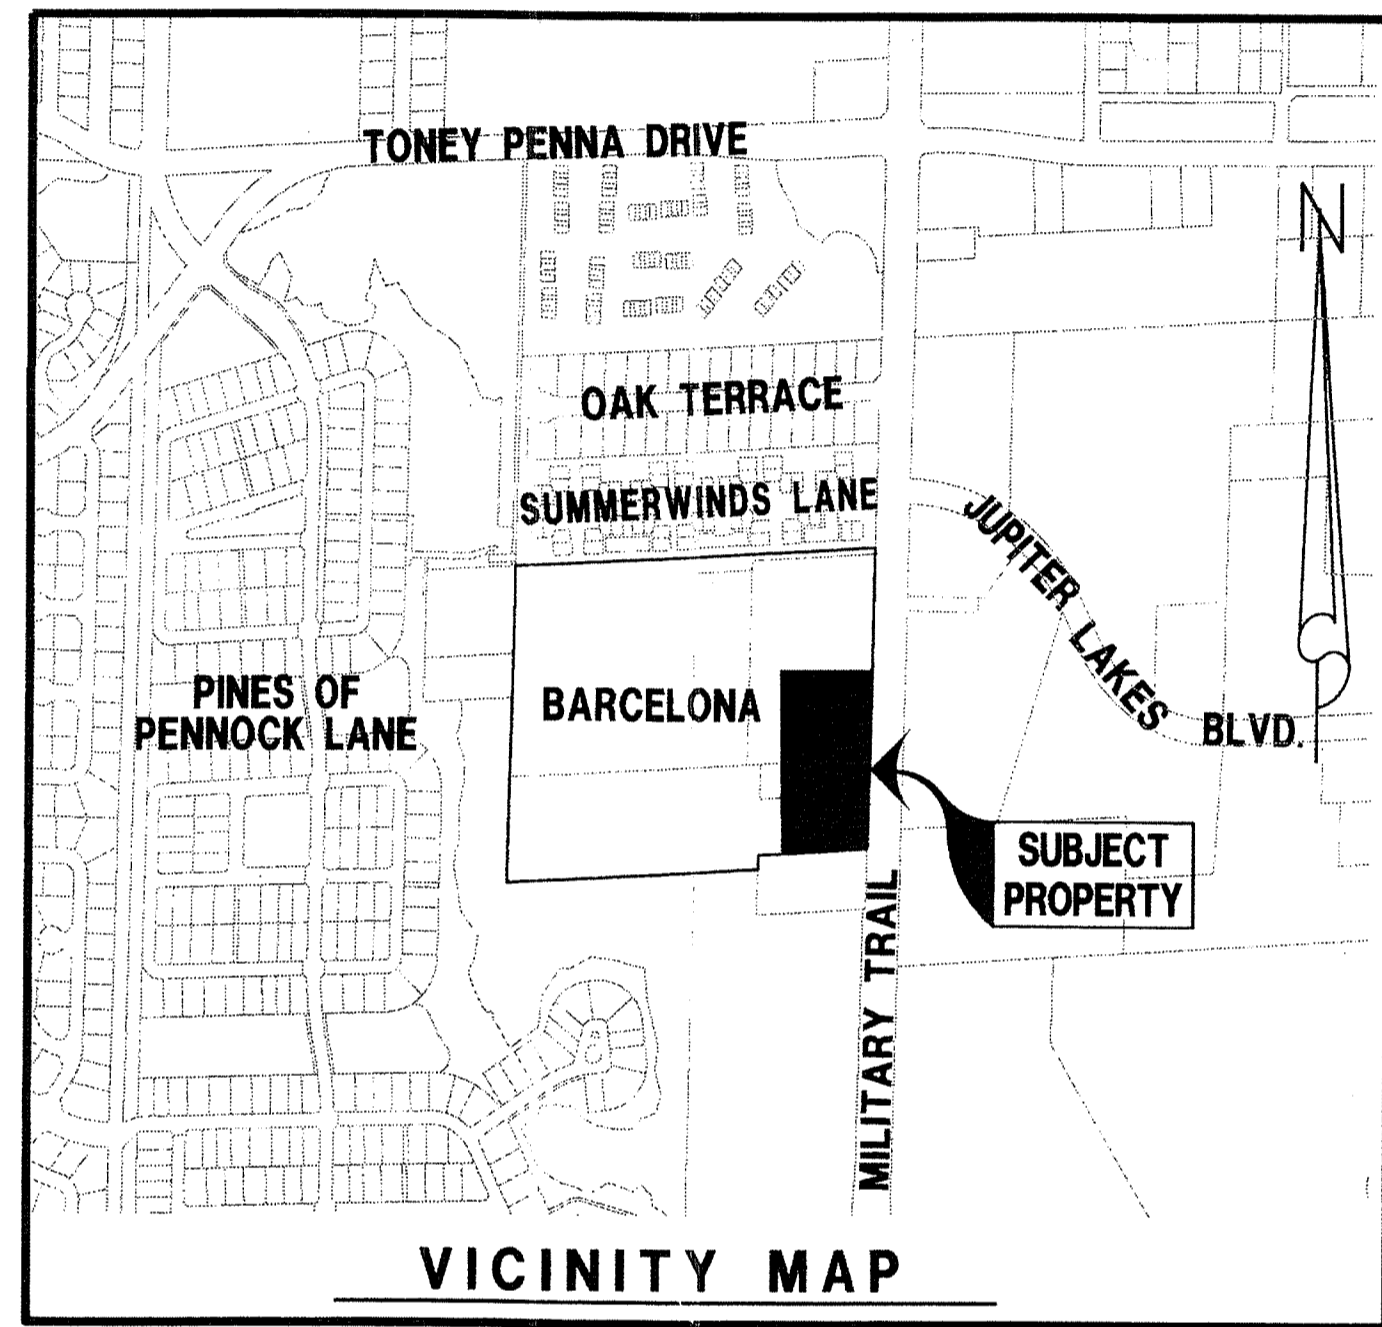 TONEY PENNA DRIVE
N
OAK TERRACE
SUMMERWINDS LANE
JUPITER LAKES BLVD.
PINES OF
PENNOCK LANE
BARCELONA
SUBJECT
PROPERTY
MILITARY TRAIL
VICINITY MAP